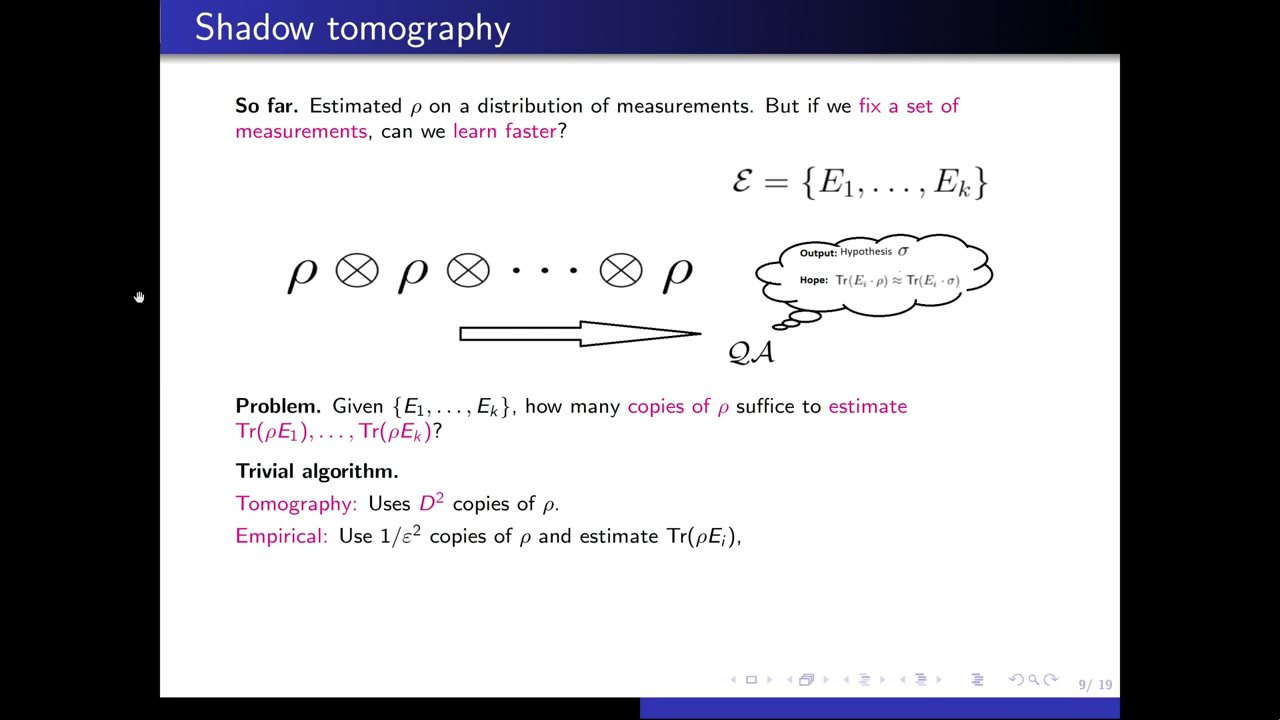 Shadow tomography
So far. Estimated ρ on a distribution of measurements. But if we fix a set of
measurements, can we learn faster?
ℰ = {E₁, . . . , Eₖ}
Output: Hypothesis σ
Hope: Tr(Eᵢ · ρ) ≈ Tr(Eᵢ · σ)
ρ ⊗ ρ ⊗ · · · ⊗ ρ
𝒬𝒜
Problem. Given {E₁, . . . , Eₖ}, how many copies of ρ suffice to estimate
Tr(ρE₁), . . . , Tr(ρEₖ)?
Trivial algorithm.
Tomography: Uses D² copies of ρ.
Empirical: Use 1/ε² copies of ρ and estimate Tr(ρEᵢ),
9/ 19